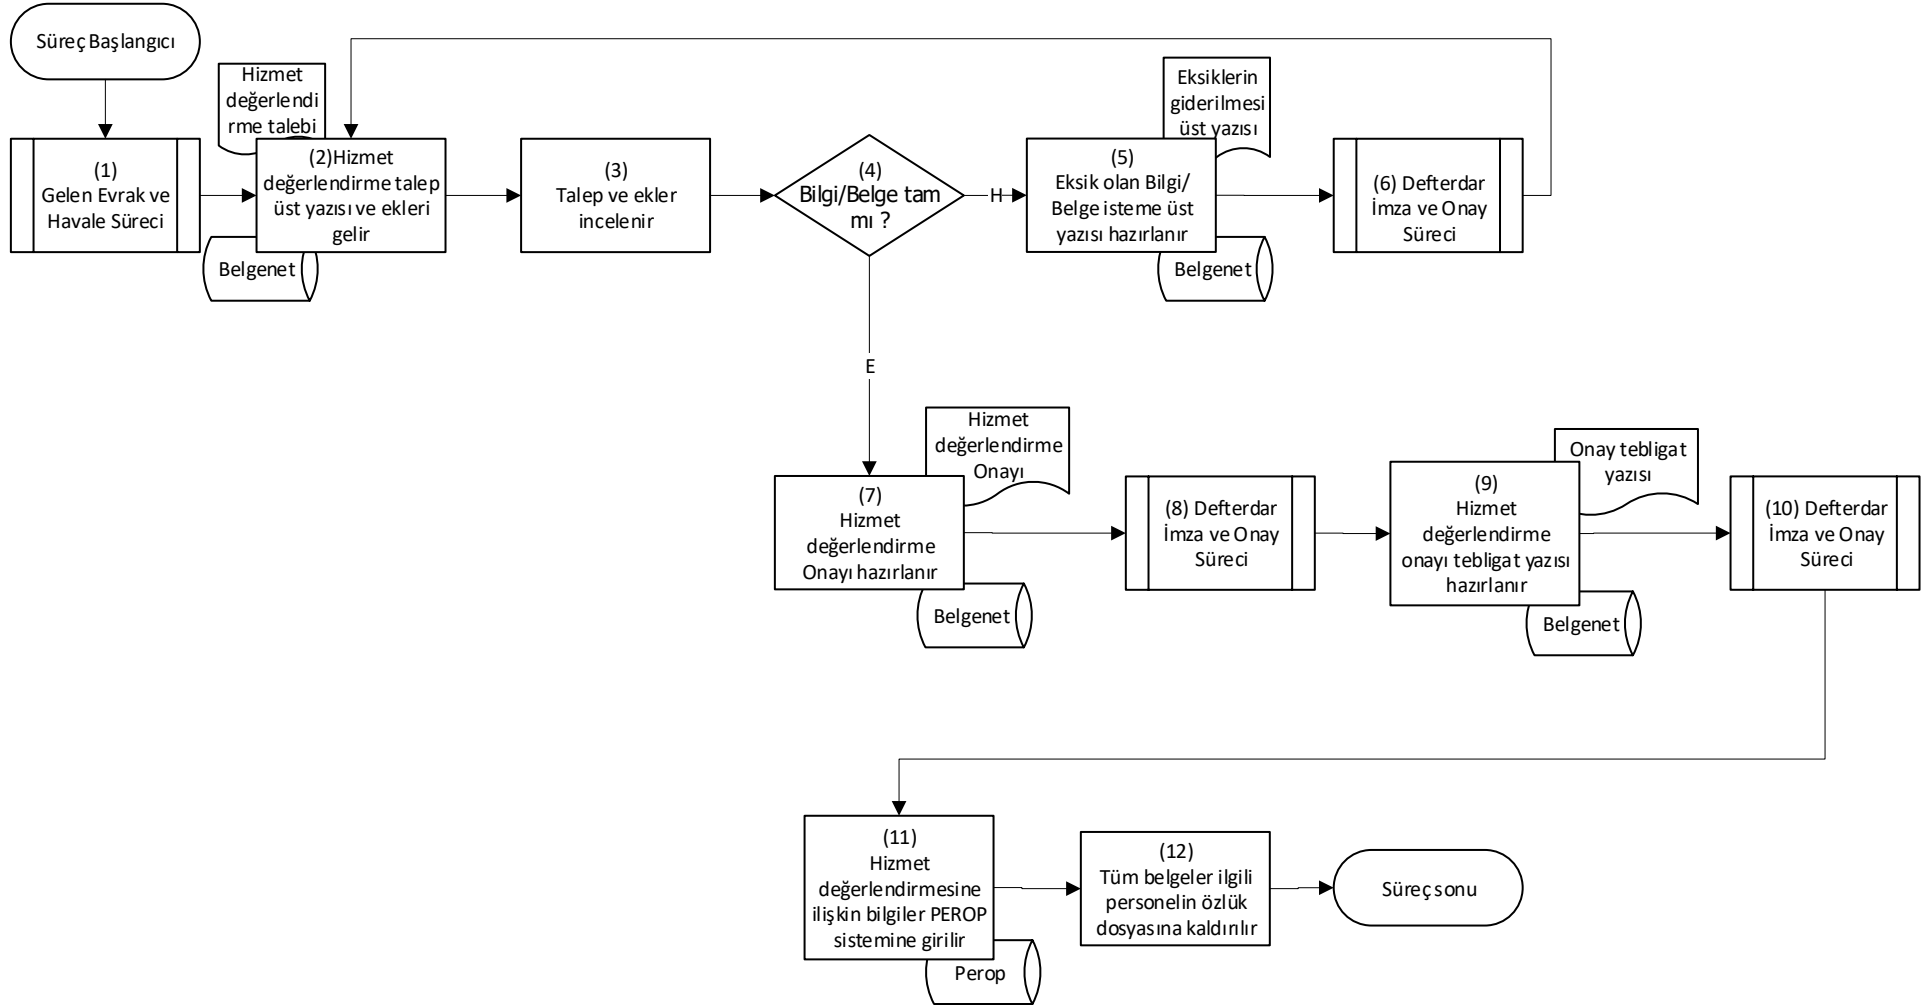 Süreç Başlangıcı
Hizmet
değerlendi
rme talebi
(1)
Gelen Evrak ve
Havale Süreci
(2)Hizmet
değerlendirme talep
üst yazısı ve ekleri
gelir
Belgenet
(3)
Talep ve ekler
incelenir
(4)
Bilgi/Belge tam
mı ?
H
Eksiklerin
giderilmesi
üst yazısı
(5)
Eksik olan Bilgi/
Belge isteme üst
yazısı hazırlanır
Belgenet
(6) Defterdar
İmza ve Onay
Süreci
E
Hizmet
değerlendirme
Onayı
(7)
Hizmet
değerlendirme
Onayı hazırlanır
Belgenet
(8) Defterdar
İmza ve Onay
Süreci
Onay tebligat
yazısı
(9)
Hizmet
değerlendirme
onayı tebligat yazısı
hazırlanır
Belgenet
(10) Defterdar
İmza ve Onay
Süreci
(11)
Hizmet
değerlendirmesine
ilişkin bilgiler PEROP
sistemine girilir
Perop
(12)
Tüm belgeler ilgili
personelin özlük
dosyasına kaldırılır
Süreç sonu